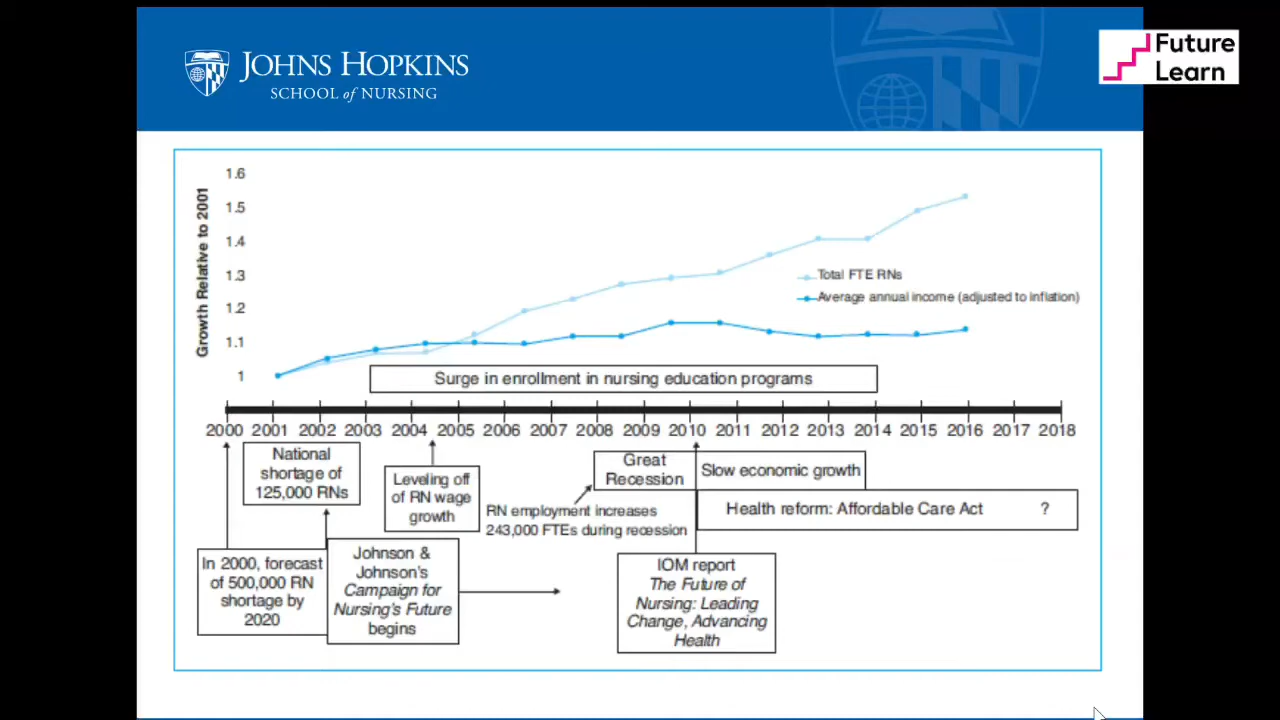 JOHNS HOPKINS
SCHOOL of NURSING
Future
Learn
Growth Relative to 2001
1.6
1.5
1.4
1.3
1.2
1.1
1
Total FTE RNs
Average annual income (adjusted to inflation)
Surge in enrollment in nursing education programs
2000 2001 2002 2003 2004 2005 2006 2007 2008 2009 2010 2011 2012 2013 2014 2015 2016 2017 2018
National
shortage of
125,000 RNs
Leveling off
of RN wage
growth
Great
Recession
Slow economic growth
RN employment increases
243,000 FTEs during recession
Health reform: Affordable Care Act ?
In 2000, forecast
of 500,000 RN
shortage by
2020
Johnson &
Johnson's
Campaign for
Nursing's Future
begins
IOM report
The Future of
Nursing: Leading
Change, Advancing
Health